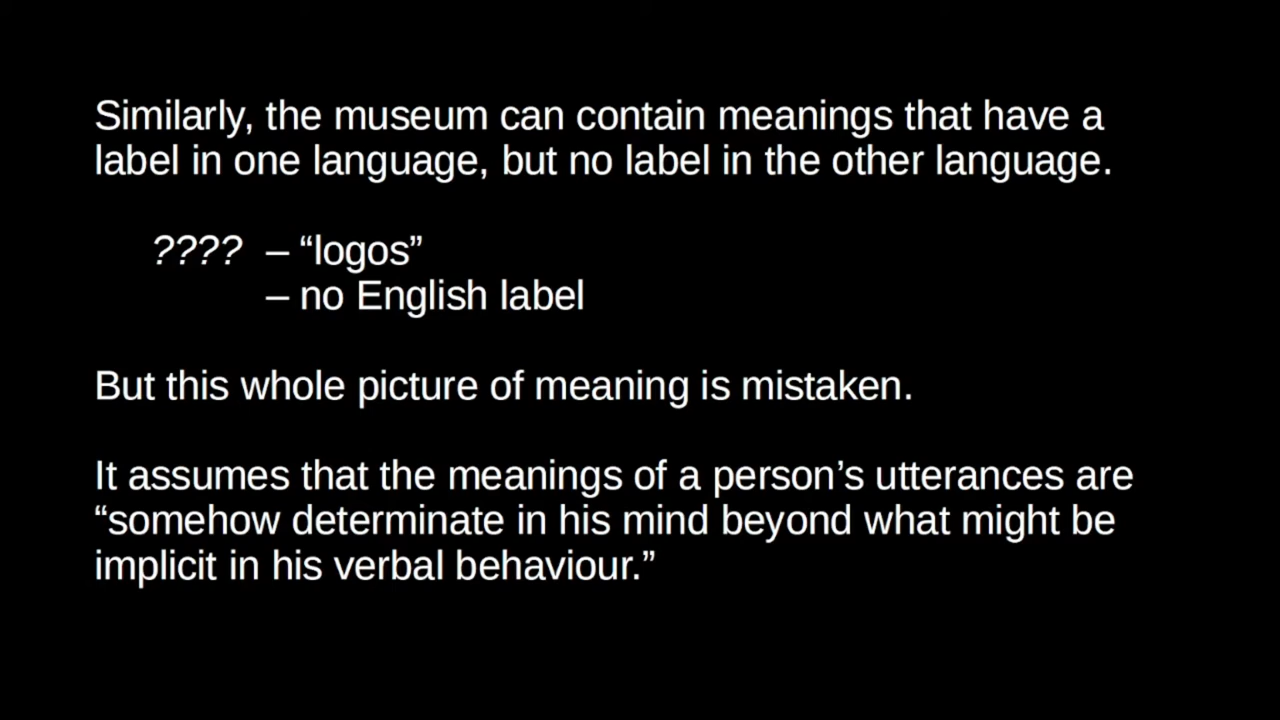 Similarly, the museum can contain meanings that have a
label in one language, but no label in the other language.
???? – “logos”
– no English label
But this whole picture of meaning is mistaken.
It assumes that the meanings of a person’s utterances are
“somehow determinate in his mind beyond what might be
implicit in his verbal behaviour.”